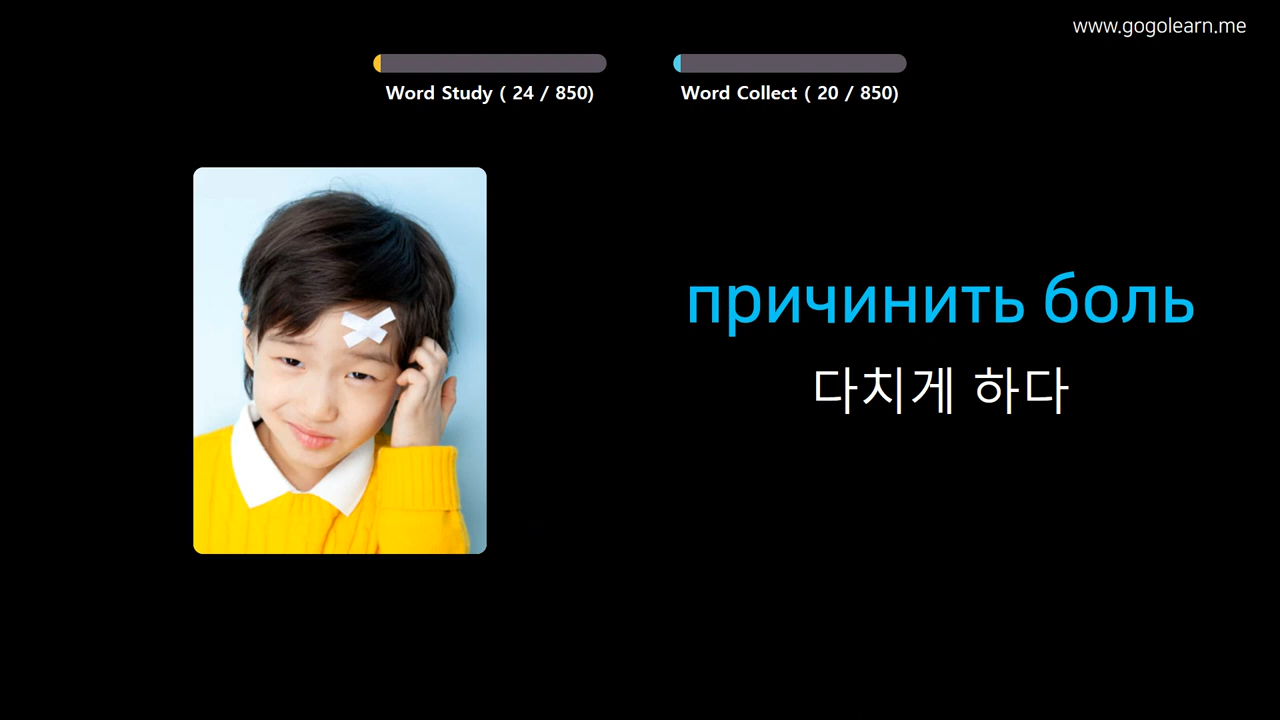 www.gogolearn.me
Word Study ( 24 / 850)
Word Collect ( 20 / 850)
причинить боль
다치게 하다